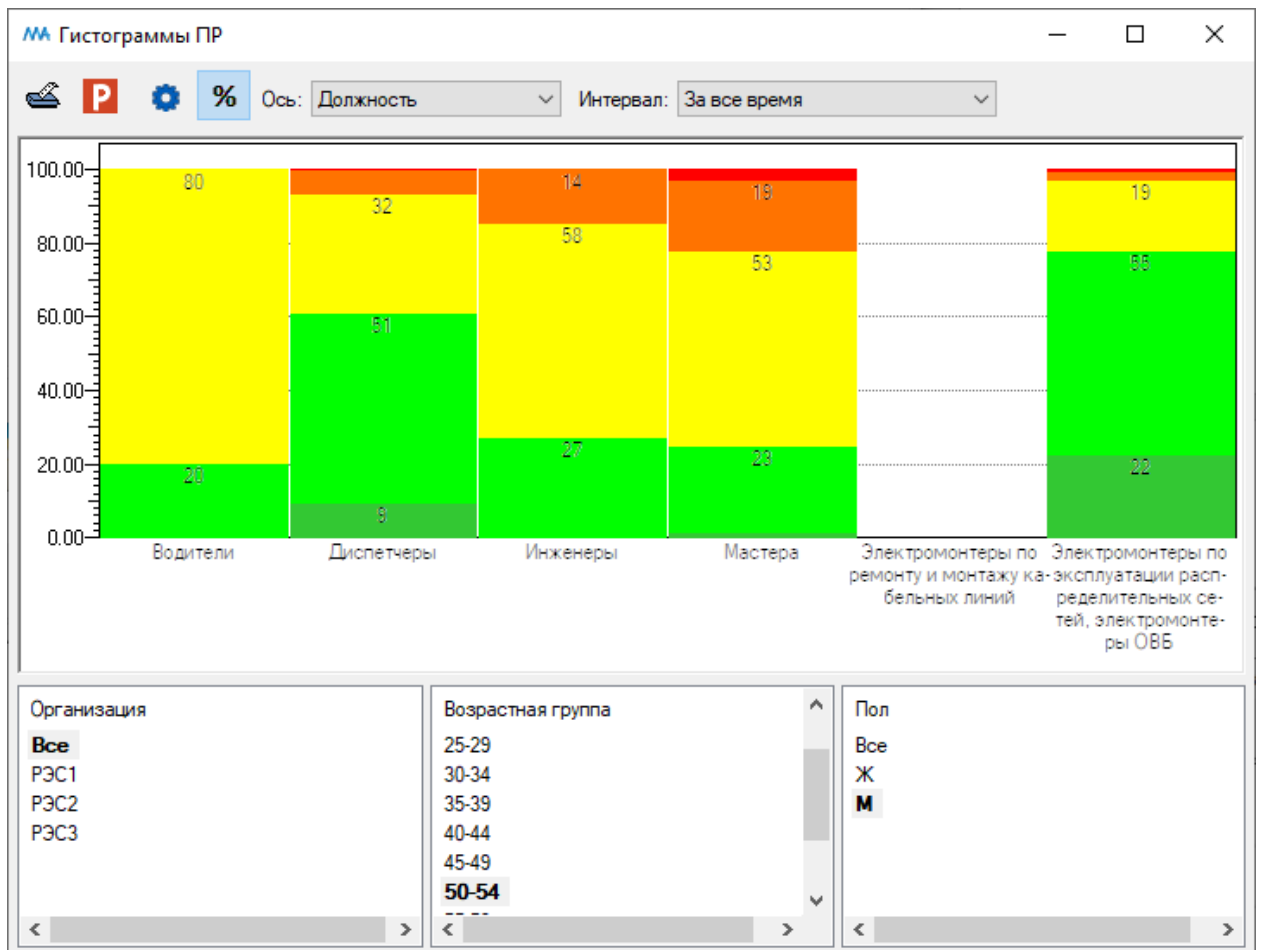 Гистограммы ПР
% Ось: Должность Интервал: За все время
100.00
80.00
60.00
40.00
20.00
0.00
80
20
32
51
9
14
58
27
19
53
23
19
55
22
Водители
Диспетчеры
Инженеры
Мастера
Электромонтеры по
ремонту и монтажу ка-
бельных линий
Электромонтеры по
эксплуатации расп-
ределительных се-
тей, электромонте-
ры ОВБ
Организация
Все
РЭС1
РЭС2
РЭС3
Возрастная группа
25-29
30-34
35-39
40-44
45-49
50-54
Пол
Все
Ж
М